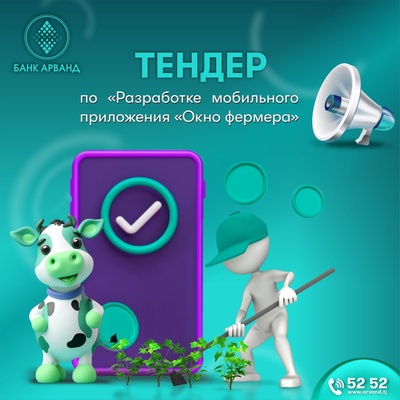 БАНК АРВАНД
ТЕНДЕР
по «Разработке мобильного
приложения «Окно фермера»
52 52
www.arvand.tj